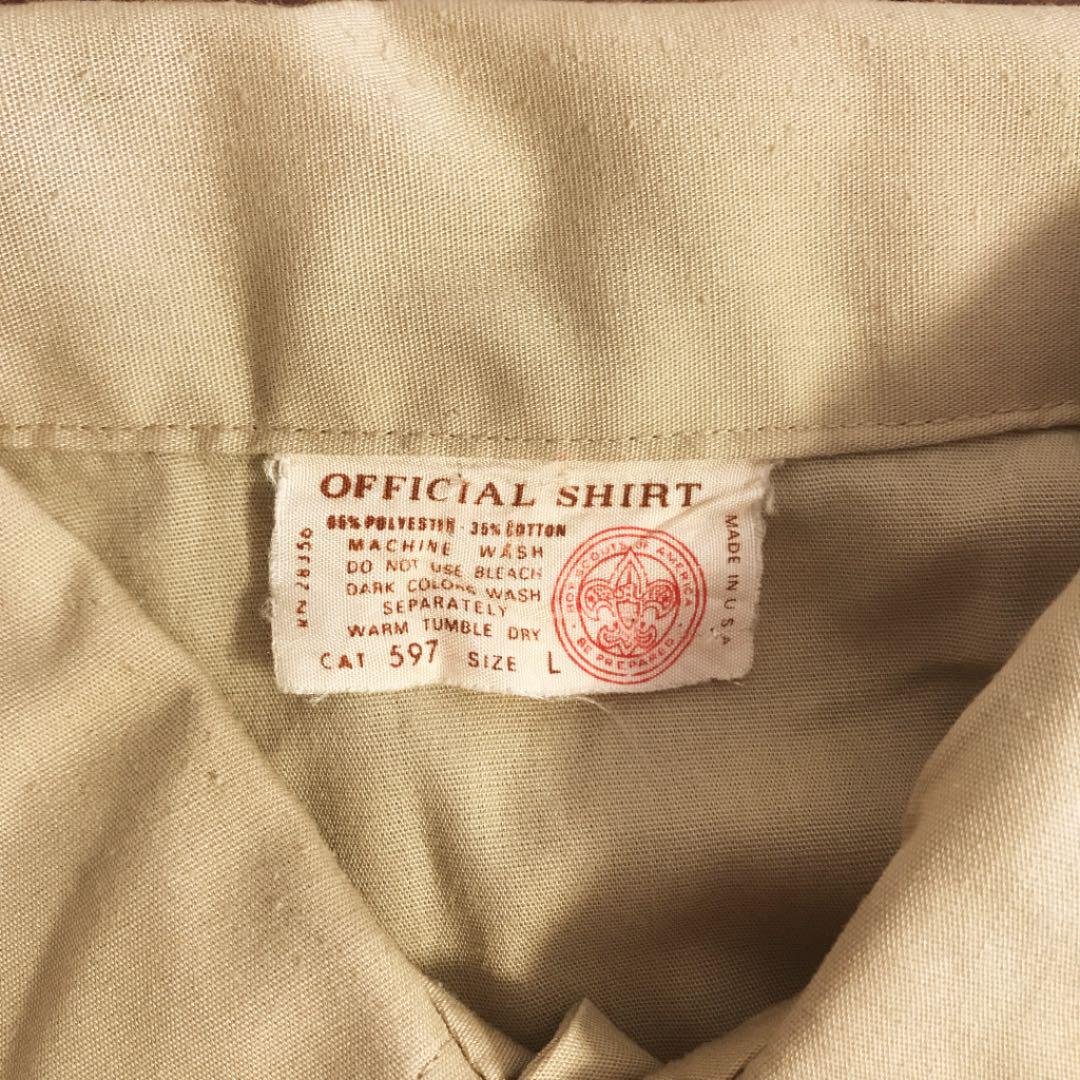 OFFICIAL SHIRT
65% POLYESTER · 35% COTTON
MACHINE WASH
DO NOT USE BLEACH
DARK COLORS WASH
SEPARATELY
WARM TUMBLE DRY
CAT 597 SIZE L
RN 28356
BOY SCOUTS OF AMERICA
· BE PREPARED ·
MADE IN U.S.A